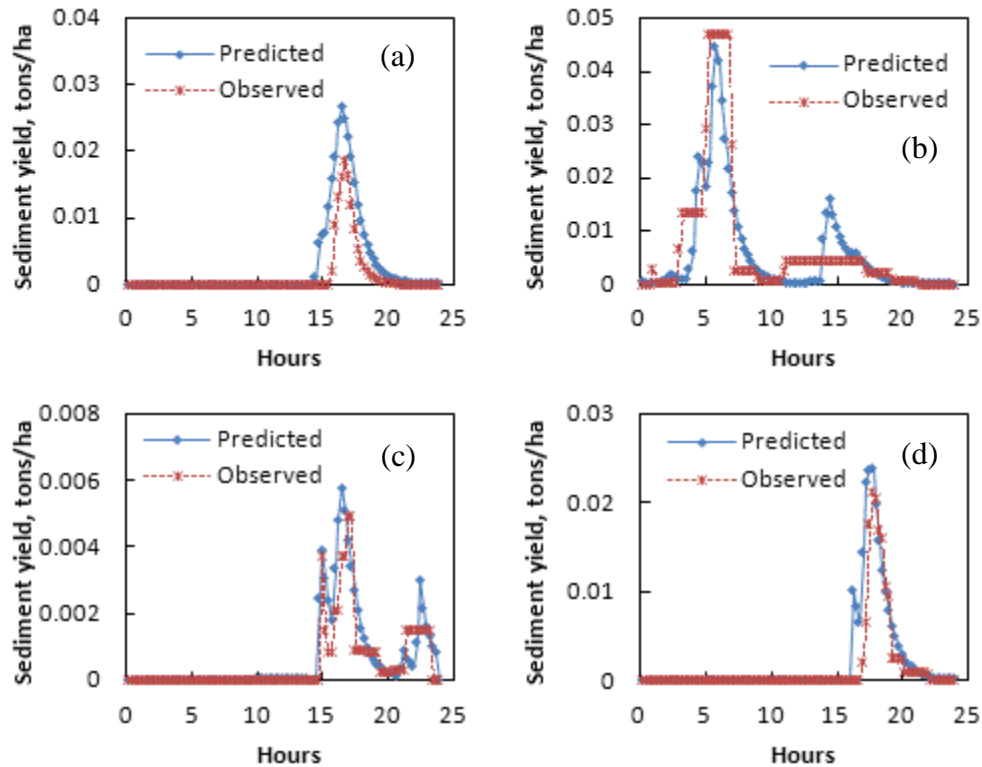 Sediment yield, tons/ha
0.04
0.03
0.02
0.01
0
Predicted
Observed
(a)
0 5 10 15 20 25
Hours
Sediment yield, tons/ha
0.05
0.04
0.03
0.02
0.01
0
Predicted
Observed
(b)
0 5 10 15 20 25
Hours
Sediment yield, tons/ha
0.008
0.006
0.004
0.002
0
Predicted
Observed
(c)
0 5 10 15 20 25
Hours
Sediment yield, tons/ha
0.03
0.02
0.01
0
Predicted
Observed
(d)
0 5 10 15 20 25
Hours